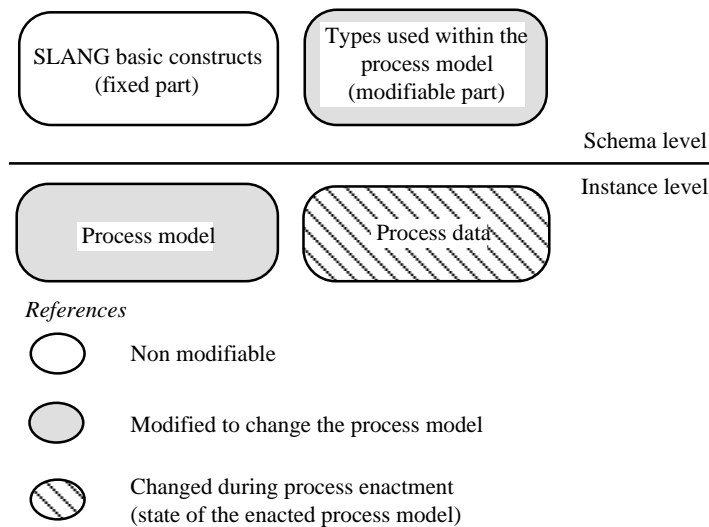 SLANG basic constructs
(fixed part)
Types used within the
process model
(modifiable part)
Schema level
Instance level
Process model
Process data
References
Non modifiable
Modified to change the process model
Changed during process enactment
(state of the enacted process model)